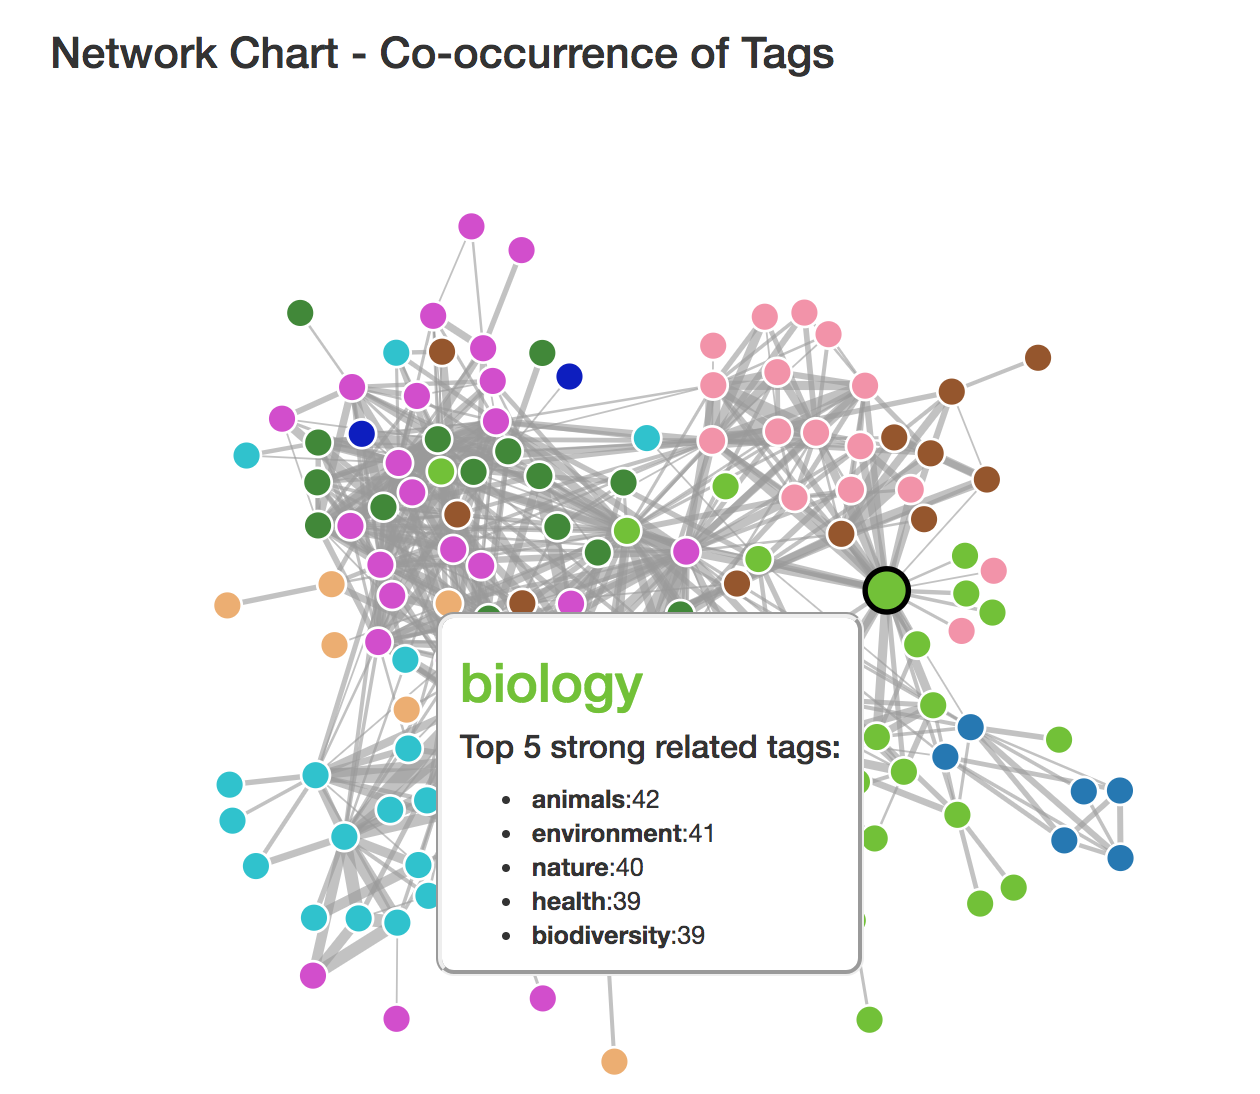 Network Chart - Co-occurrence of Tags
biology
Top 5 strong related tags:
• animals:42
• environment:41
• nature:40
• health:39
• biodiversity:39